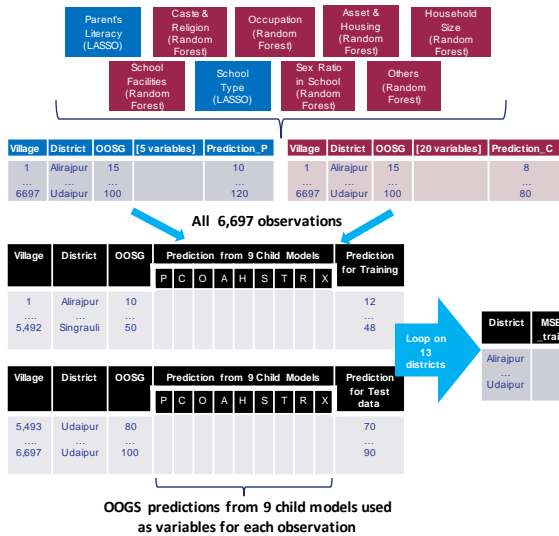 Parent's
Literacy
(LASSO)
Caste &
Religion
(Random
Forest)
Occupation
(Random
Forest)
Asset &
Housing
(Random
Forest)
Household
Size
(Random
Forest)
School
Facilities
(Random
Forest)
School
Type
(LASSO)
Sex Ratio
in School
(Random
Forest)
Others
(Random
Forest)
Village District OOSG [5 variables] Prediction_P
1 Alirajpur 15 10
... ... ... ...
6697 Udaipur 100 120
Village District OOSG [20 variables] Prediction_C
1 Alirajpur 15 8
... ... ... ...
6697 Udaipur 100 80
All 6,697 observations
Village District OOSG Prediction from 9 Child Models Prediction
for Training
P C O A H S T R X
1 Alirajpur 10 12
.... ... ... ...
5,492 Singrauli 50 48
Loop on
13
districts
District MSE
_trai
Alirajpur
...
Udaipur
Village District OOSG Prediction from 9 Child Models Prediction
for Test
data
P C O A H S T R X
5,493 Udaipur 80 70
.... ... ... ...
6,697 Udaipur 100 90
OOGS predictions from 9 child models used
as variables for each observation